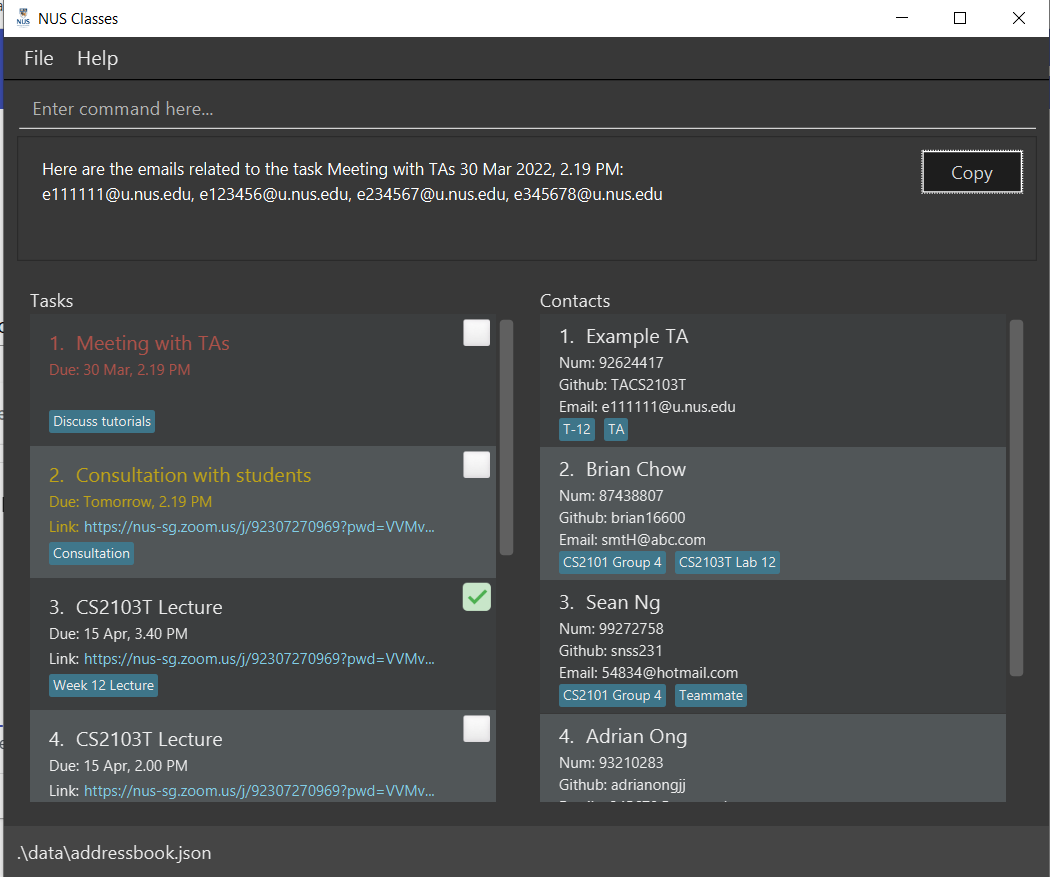 NUS Classes
File Help
Enter command here...
Here are the emails related to the task Meeting with TAs 30 Mar 2022, 2.19 PM:
e111111@u.nus.edu, e123456@u.nus.edu, e234567@u.nus.edu, e345678@u.nus.edu
Copy
Tasks
1. Meeting with TAs
Due: 30 Mar, 2.19 PM
Discuss tutorials
2. Consultation with students
Due: Tomorrow, 2.19 PM
Link: https://nus-sg.zoom.us/j/92307270969?pwd=VVMv...
Consultation
3. CS2103T Lecture
Due: 15 Apr, 3.40 PM
Link: https://nus-sg.zoom.us/j/92307270969?pwd=VVMv...
Week 12 Lecture
4. CS2103T Lecture
Due: 15 Apr, 2.00 PM
Link: https://nus-sg.zoom.us/j/92307270969?pwd=VVMv...
Contacts
1. Example TA
Num: 92624417
Github: TACS2103T
Email: e111111@u.nus.edu
T-12 TA
2. Brian Chow
Num: 87438807
Github: brian16600
Email: smtH@abc.com
CS2101 Group 4 CS2103T Lab 12
3. Sean Ng
Num: 99272758
Github: snss231
Email: 54834@hotmail.com
CS2101 Group 4 Teammate
4. Adrian Ong
Num: 93210283
Github: adrianongjj
.\data\addressbook.json